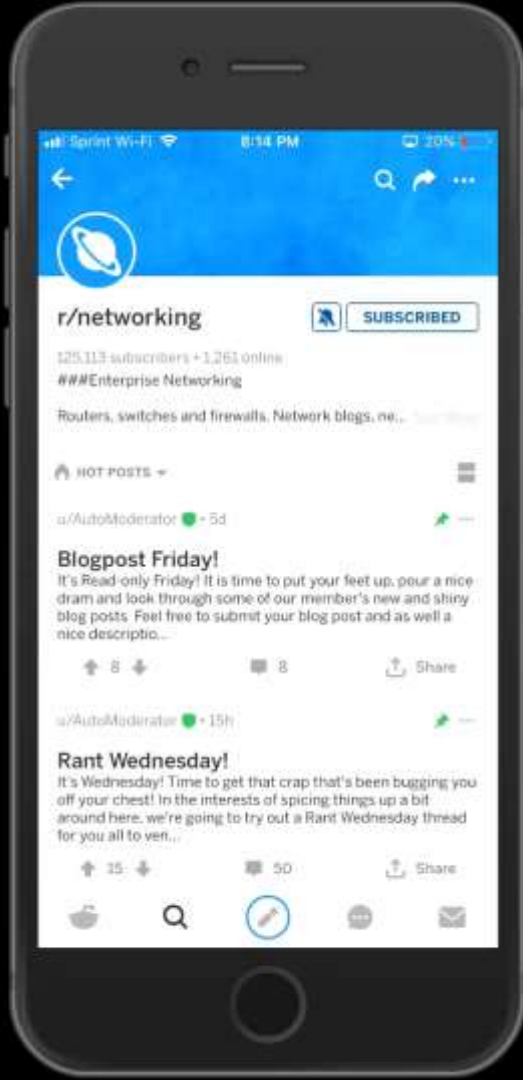 Sprint Wi-Fi 8:14 PM 20%
r/networking SUBSCRIBED
125,113 subscribers • 1,261 online
###Enterprise Networking
Routers, switches and firewalls. Network blogs, ne...
HOT POSTS
u/AutoModerator • 5d
Blogpost Friday!
It's Read-only Friday! It is time to put your feet up, pour a nice
dram and look through some of our member's new and shiny
blog posts. Feel free to submit your blog post and as well a
nice descriptio...
8 8 Share
u/AutoModerator • 15h
Rant Wednesday!
It's Wednesday! Time to get that crap that's been bugging you
off your chest! In the interests of spicing things up a bit
around here, we're going to try out a Rant Wednesday thread
for you all to ven...
15 50 Share